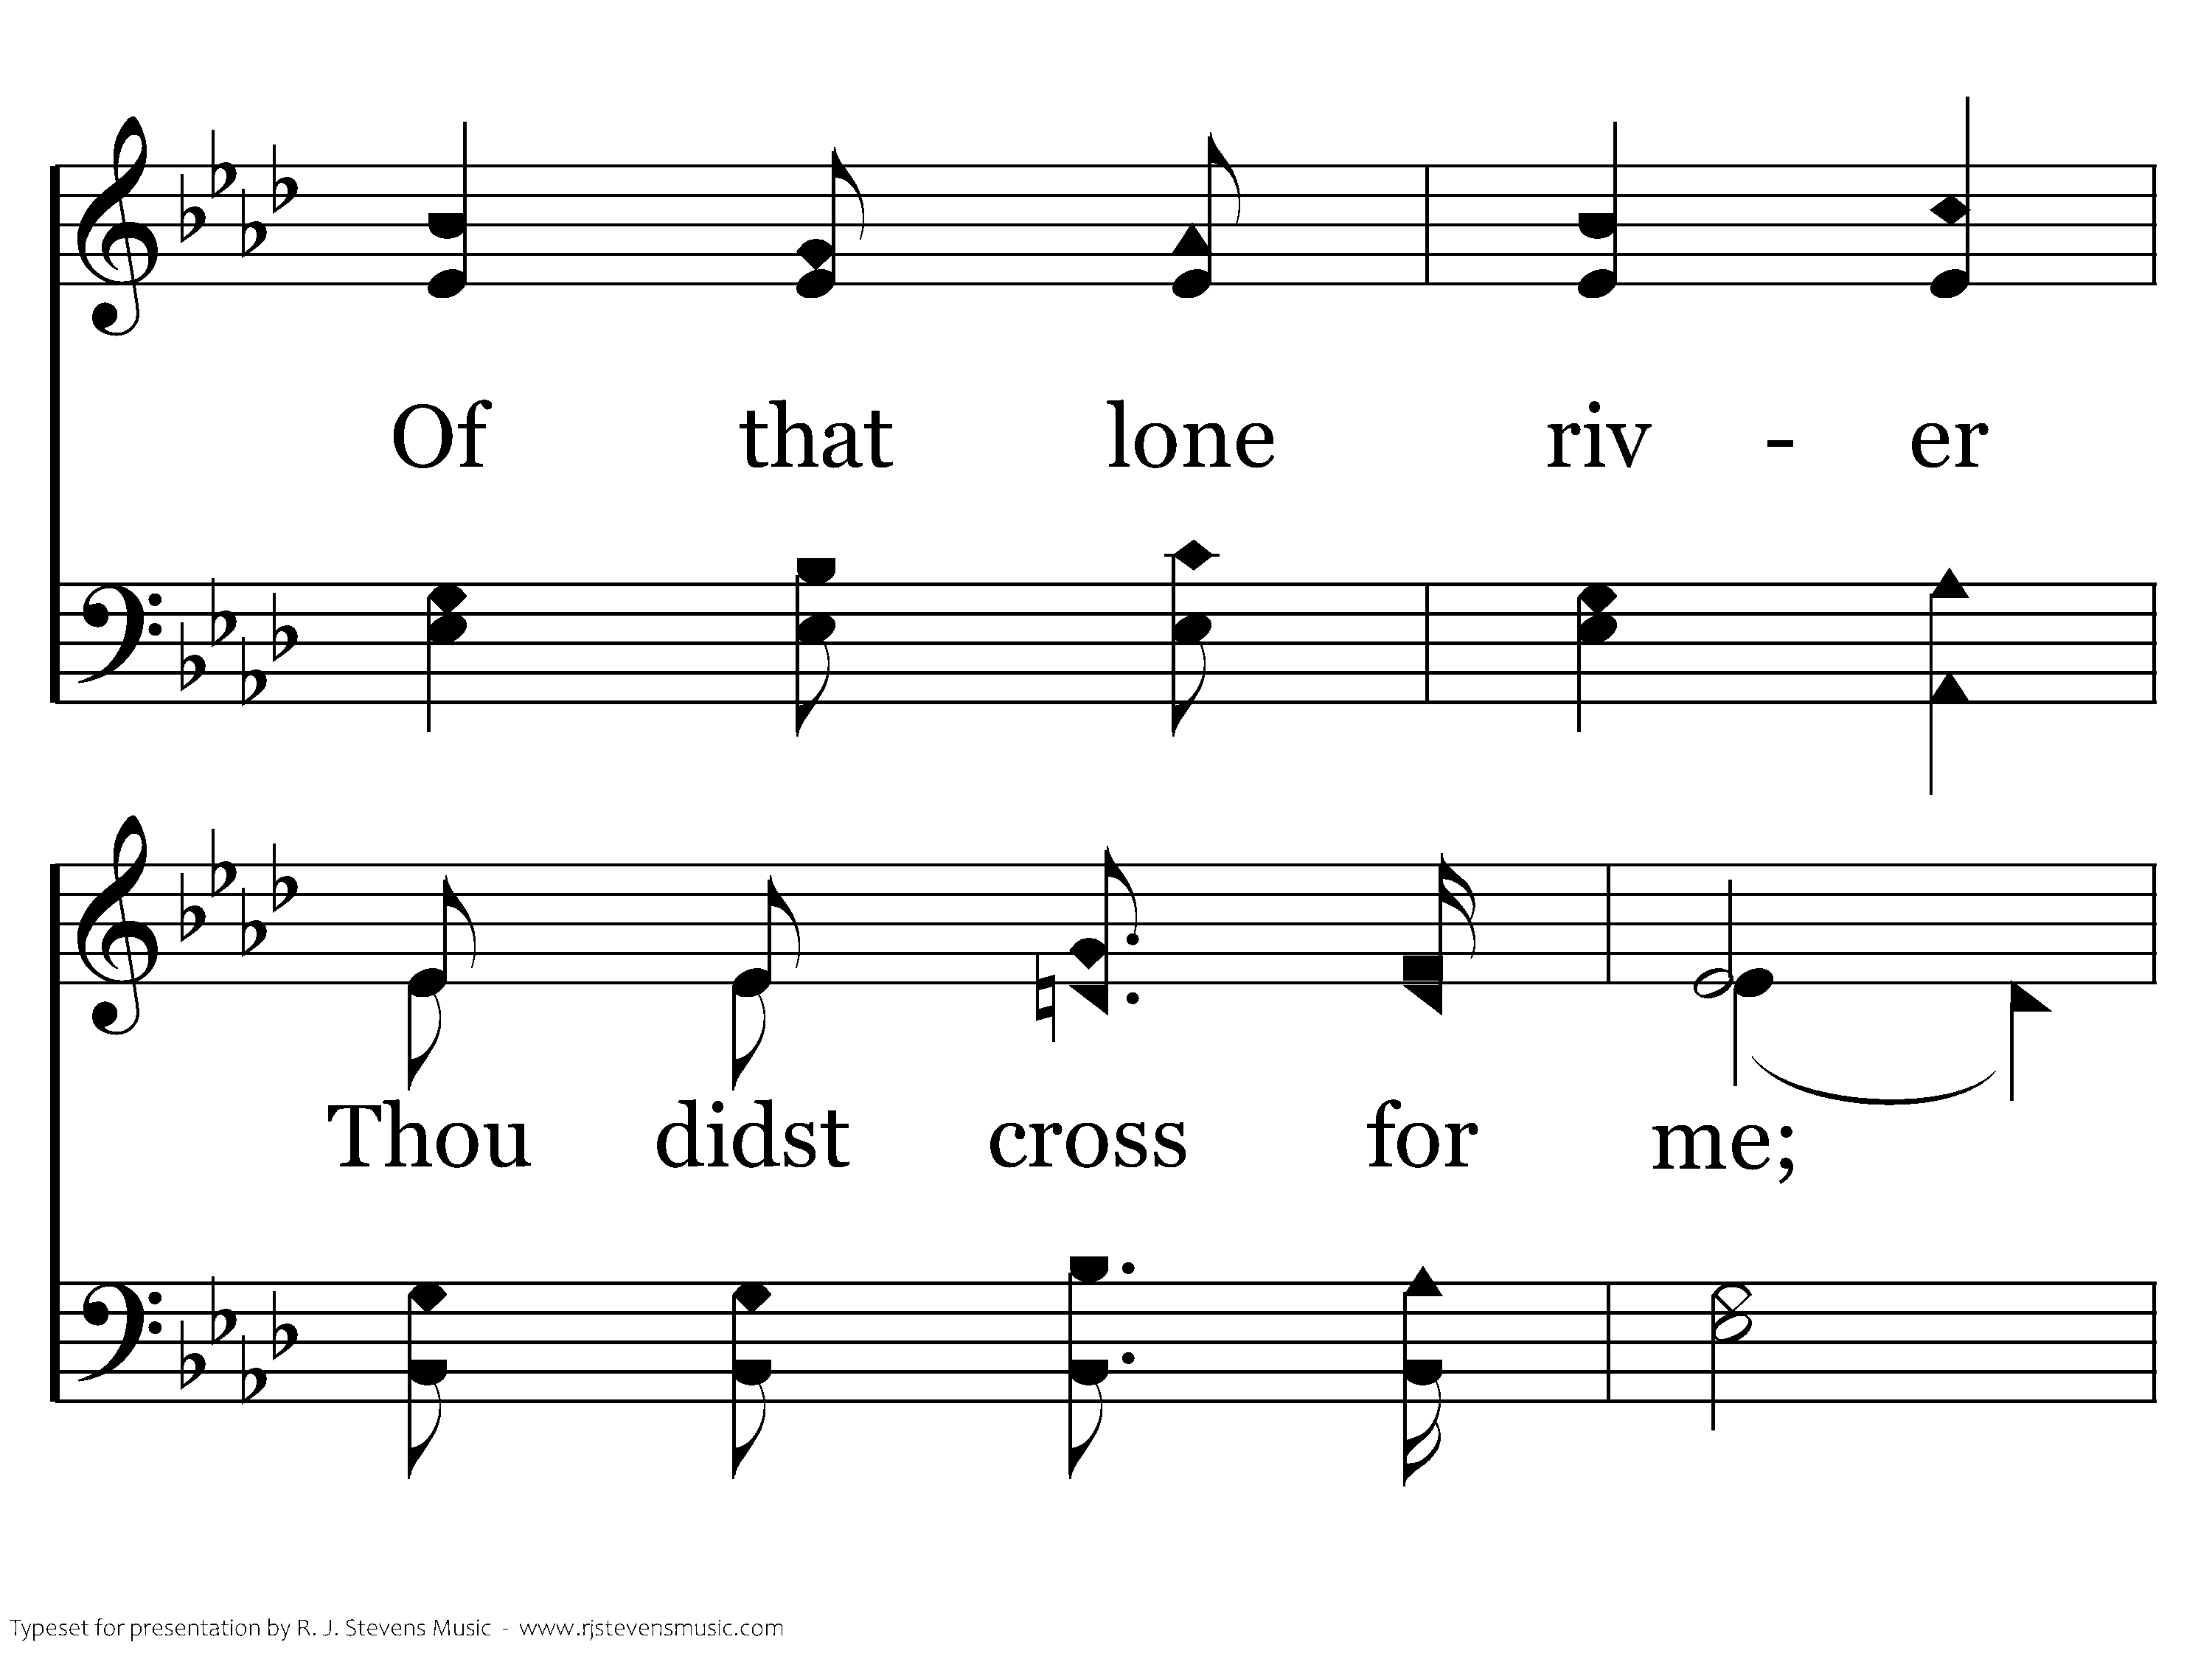 Of that lone riv - er
Thou didst cross for me;
Typeset for presentation by R. J. Stevens Music - www.rjstevensmusic.com